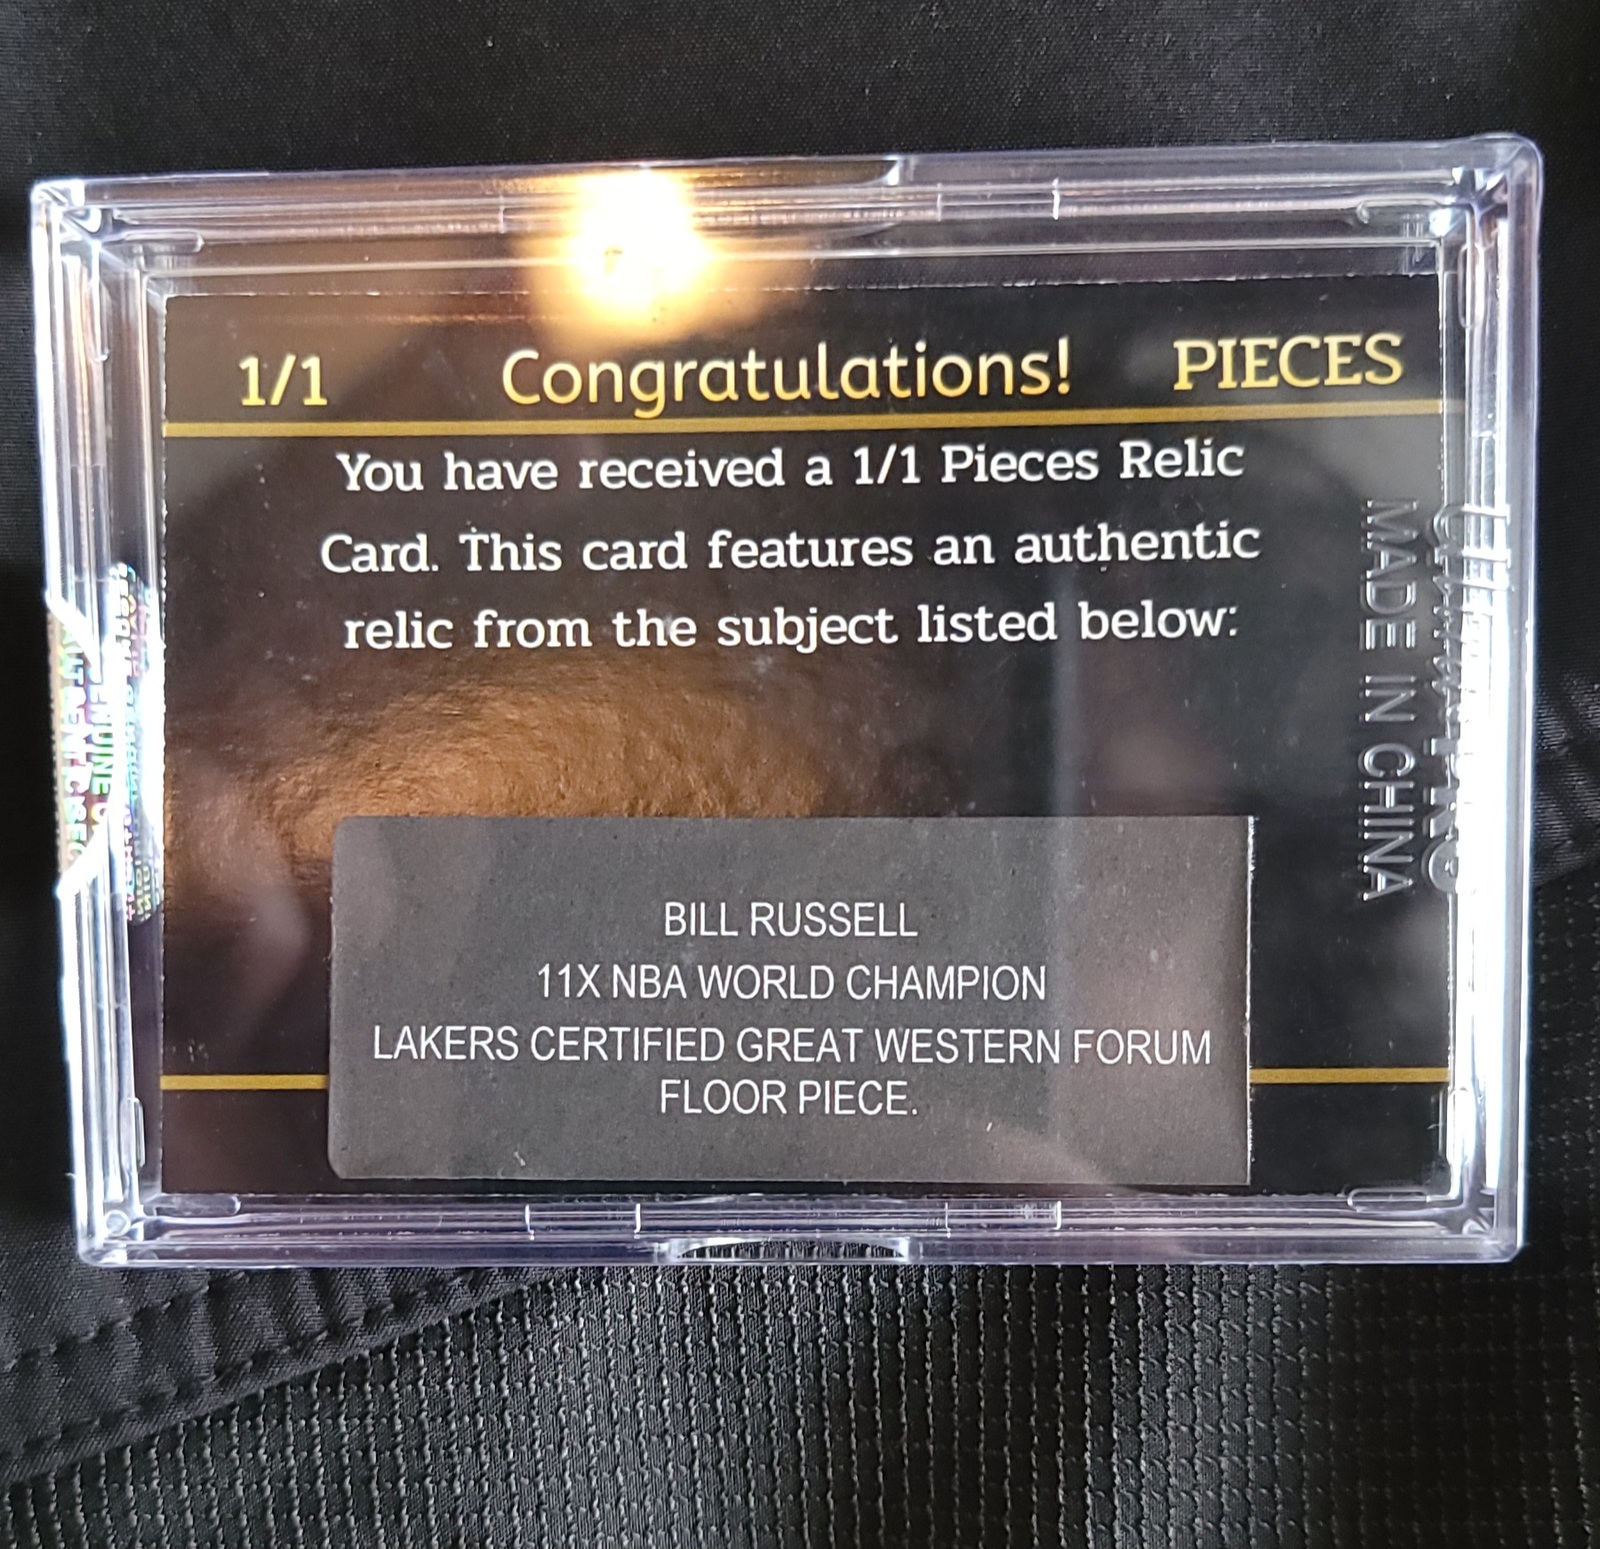 1/1 Congratulations! PIECES
You have received a 1/1 Pieces Relic
Card. This card features an authentic
relic from the subject listed below:
BILL RUSSELL
11X NBA WORLD CHAMPION
LAKERS CERTIFIED GREAT WESTERN FORUM
FLOOR PIECE.
MADE IN CHINA